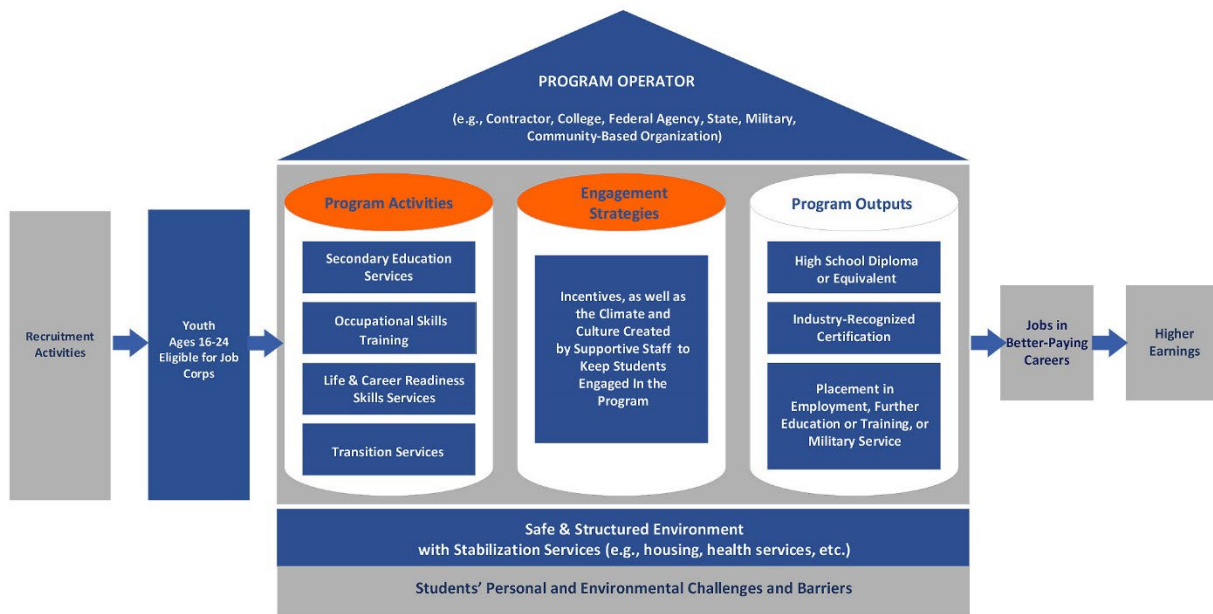 PROGRAM OPERATOR
(e.g., Contractor, College, Federal Agency, State, Military,
Community-Based Organization)
Recruitment
Activities
Youth
Ages 16-24
Eligible for Job
Corps
Program Activities
Secondary Education
Services
Occupational Skills
Training
Life & Career Readiness
Skills Services
Transition Services
Engagement
Strategies
Incentives, as well as
the Climate and
Culture Created
by Supportive Staff to
Keep Students
Engaged In the
Program
Program Outputs
High School Diploma
or Equivalent
Industry-Recognized
Certification
Placement in
Employment, Further
Education or Training, or
Military Service
Jobs in
Better-Paying
Careers
Higher
Earnings
Safe & Structured Environment
with Stabilization Services (e.g., housing, health services, etc.)
Students’ Personal and Environmental Challenges and Barriers